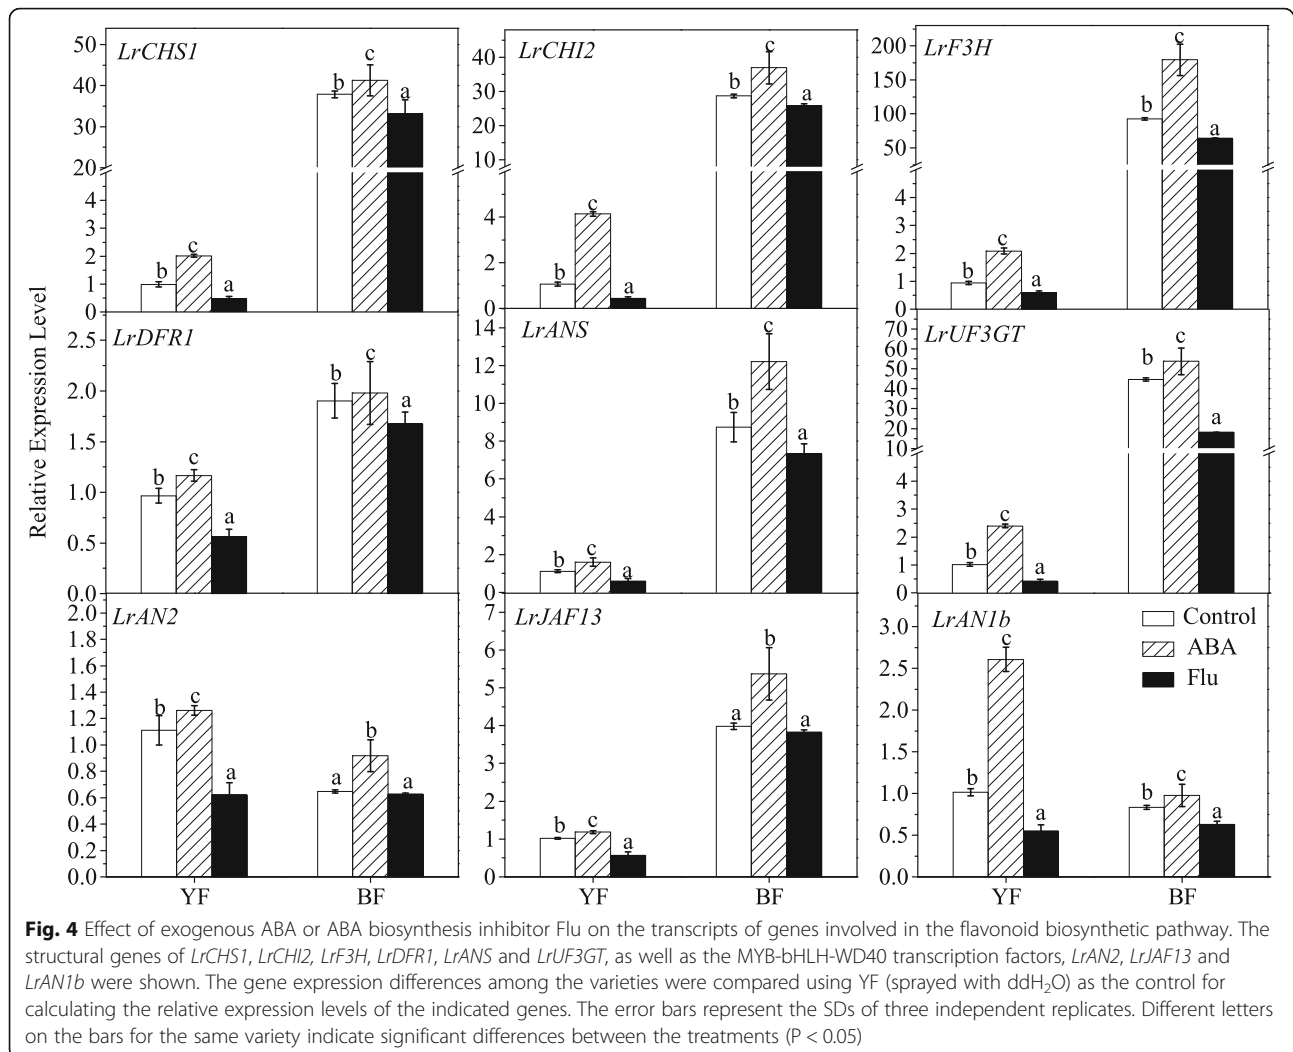 LrCHS1
50
40
30
20
4
3
2
1
0
b
c
a
b
c
a
LrCHI2
40
30
20
10
4
2
0
b
c
a
b
c
a
LrF3H
200
150
100
50
4
3
2
1
0
b
c
a
b
c
a
Relative Expression Level
LrDFR1
2.5
2.0
1.5
1.0
0.5
0.0
b
c
a
b
c
a
LrANS
14
12
10
8
6
4
2
0
b
c
a
b
c
a
LrUF3GT
70
60
50
40
30
20
10
4
3
2
1
0
b
c
a
b
c
a
LrAN2
2.0
1.8
1.6
1.4
1.2
1.0
0.8
0.6
0.4
0.2
0.0
b
c
a
a
b
a
YF
BF
LrJAF13
7
6
5
4
3
2
1
0
b
c
a
a
b
a
YF
BF
LrAN1b
3.0
2.5
2.0
1.5
1.0
0.5
0.0
b
c
a
b
c
a
Control
ABA
Flu
YF
BF
Fig. 4 Effect of exogenous ABA or ABA biosynthesis inhibitor Flu on the transcripts of genes involved in the flavonoid biosynthetic pathway. The
structural genes of LrCHS1, LrCHI2, LrF3H, LrDFR1, LrANS and LrUF3GT, as well as the MYB-bHLH-WD40 transcription factors, LrAN2, LrJAF13 and
LrAN1b were shown. The gene expression differences among the varieties were compared using YF (sprayed with ddH₂O) as the control for
calculating the relative expression levels of the indicated genes. The error bars represent the SDs of three independent replicates. Different letters
on the bars for the same variety indicate significant differences between the treatments (P < 0.05)